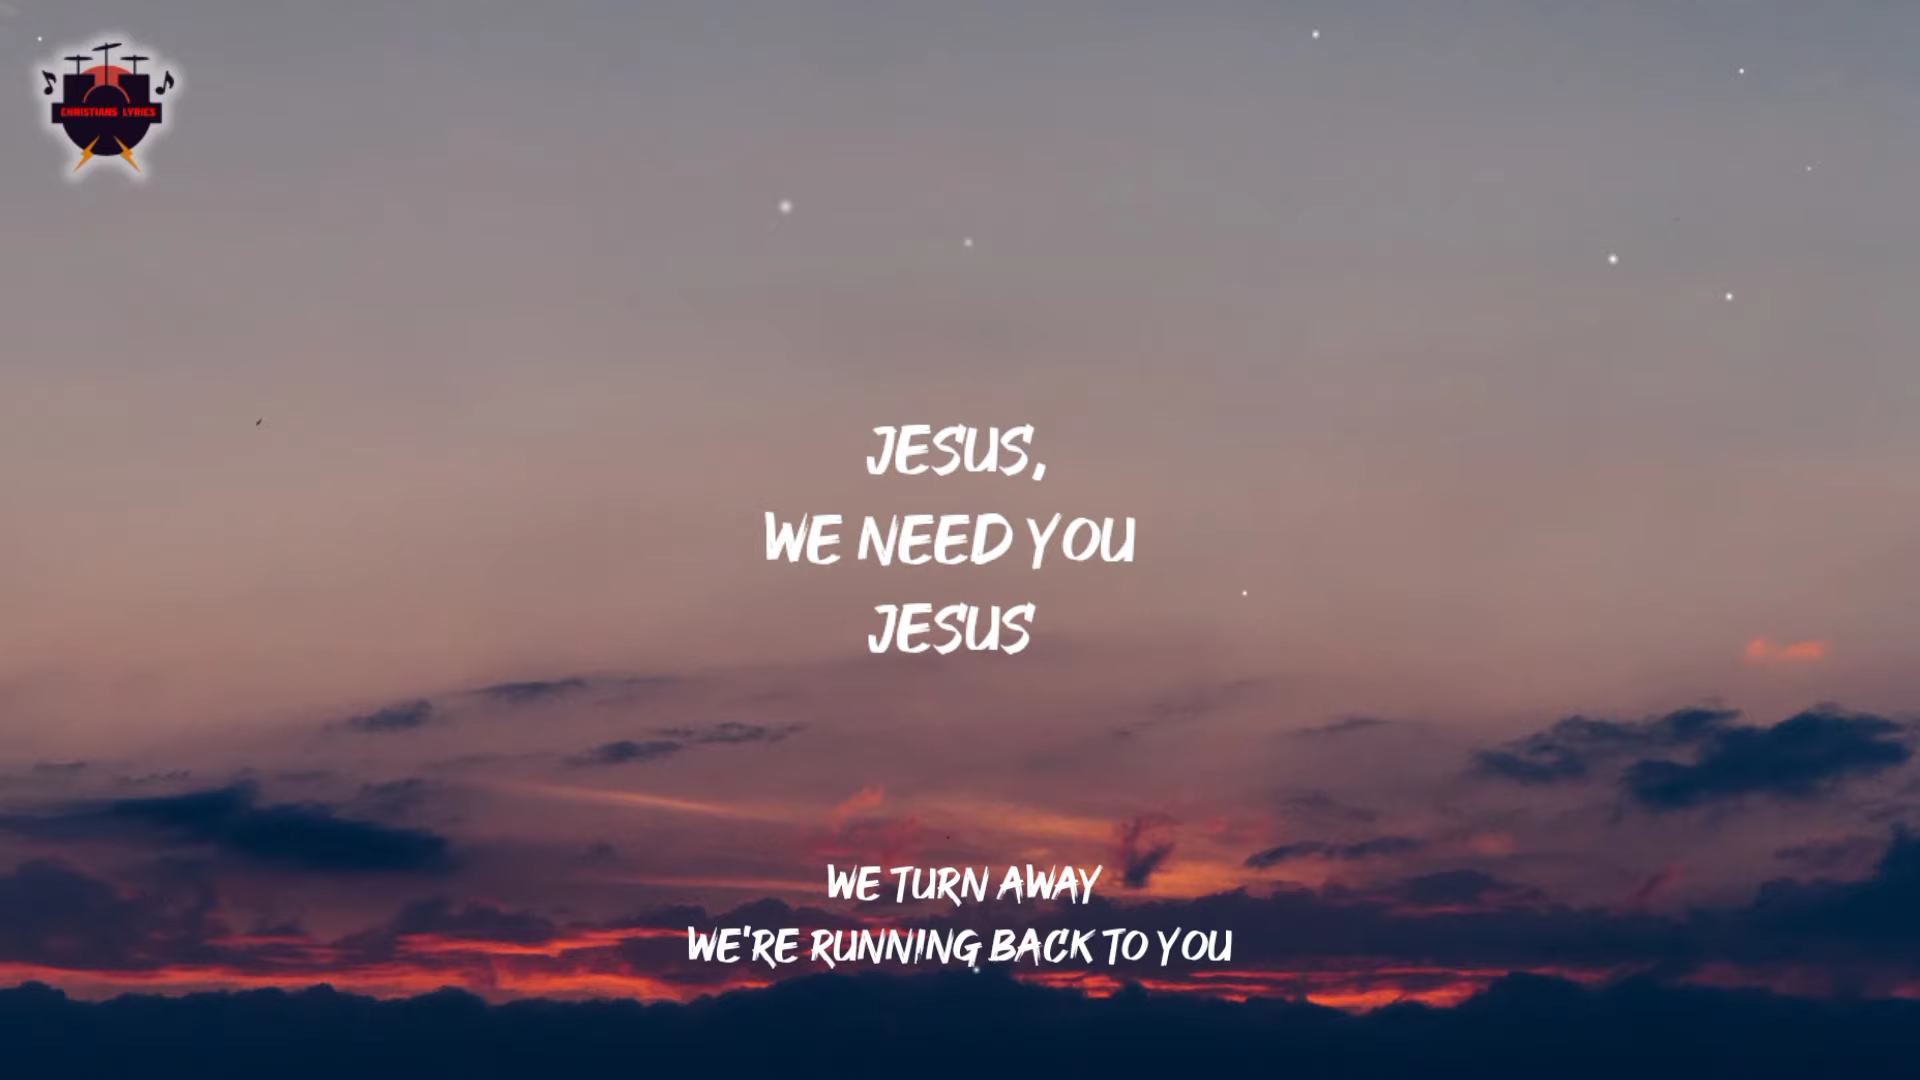 CHRISTIANS LYRICS
JESUS,
WE NEED YOU
JESUS
WE TURN AWAY
WE'RE RUNNING BACK TO YOU